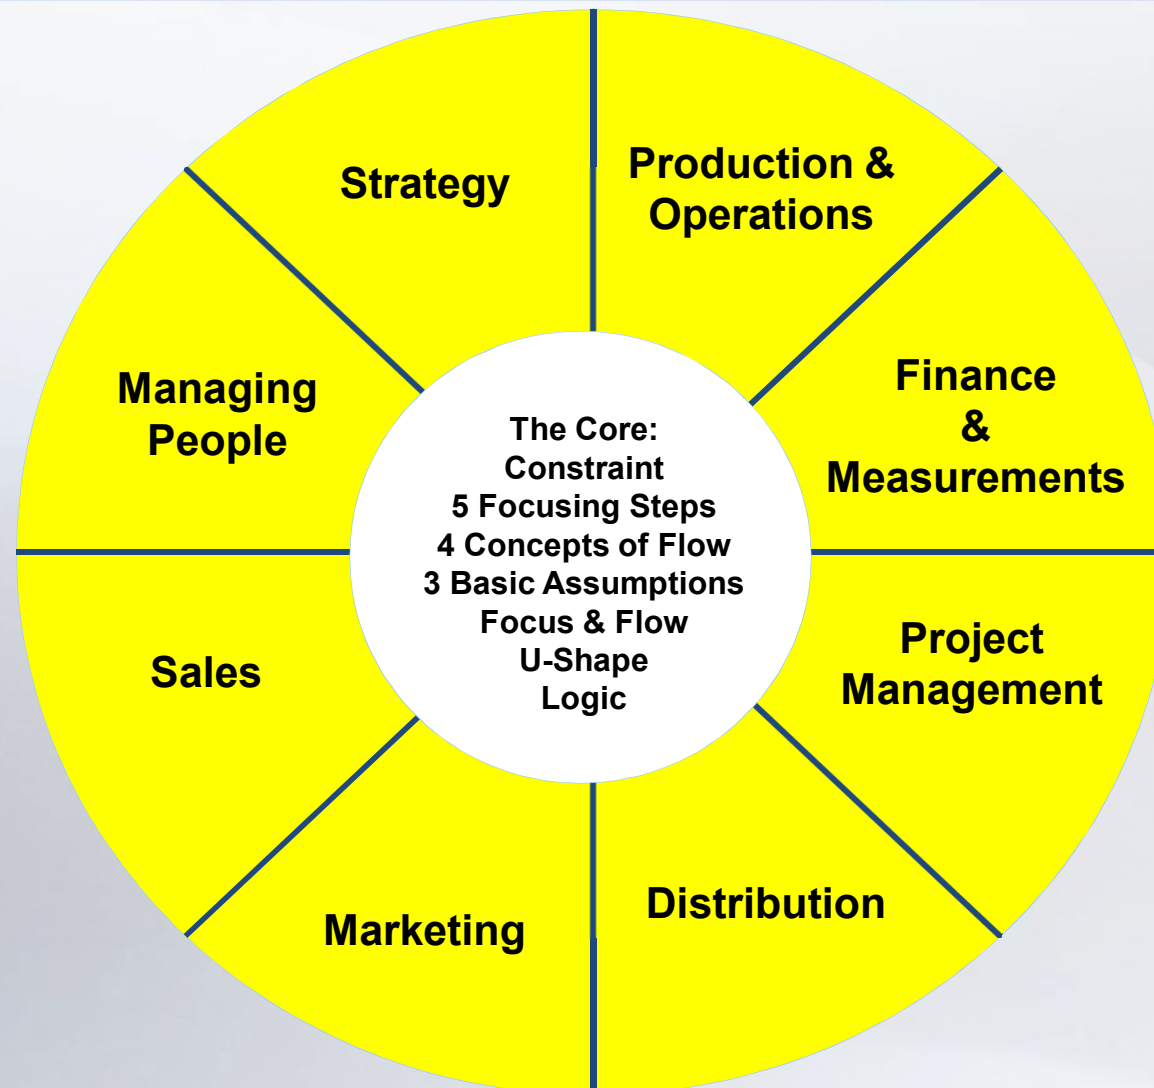 Strategy
Production &
Operations
Finance
&
Measurements
Project
Management
Distribution
Marketing
Sales
Managing
People
The Core:
Constraint
5 Focusing Steps
4 Concepts of Flow
3 Basic Assumptions
Focus & Flow
U-Shape
Logic